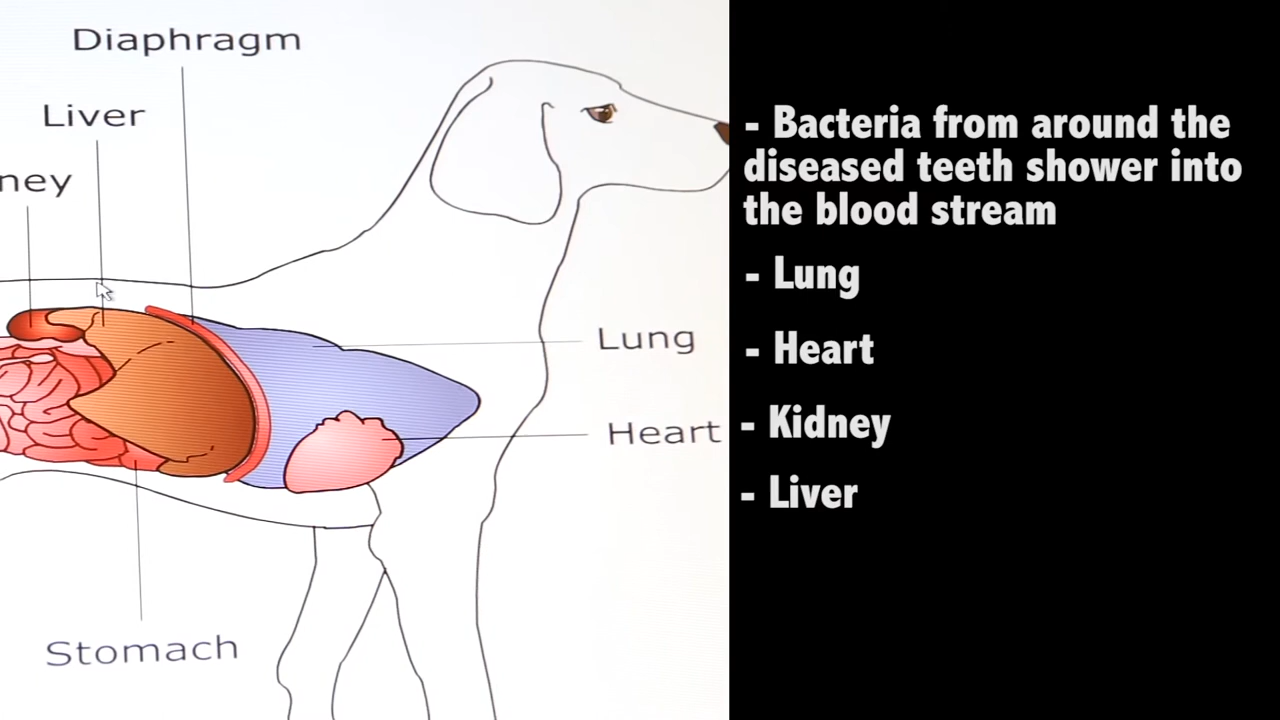 Diaphragm
Liver
ney
Lung
Heart
Stomach
- Bacteria from around the
diseased teeth shower into
the blood stream
- Lung
- Heart
- Kidney
- Liver